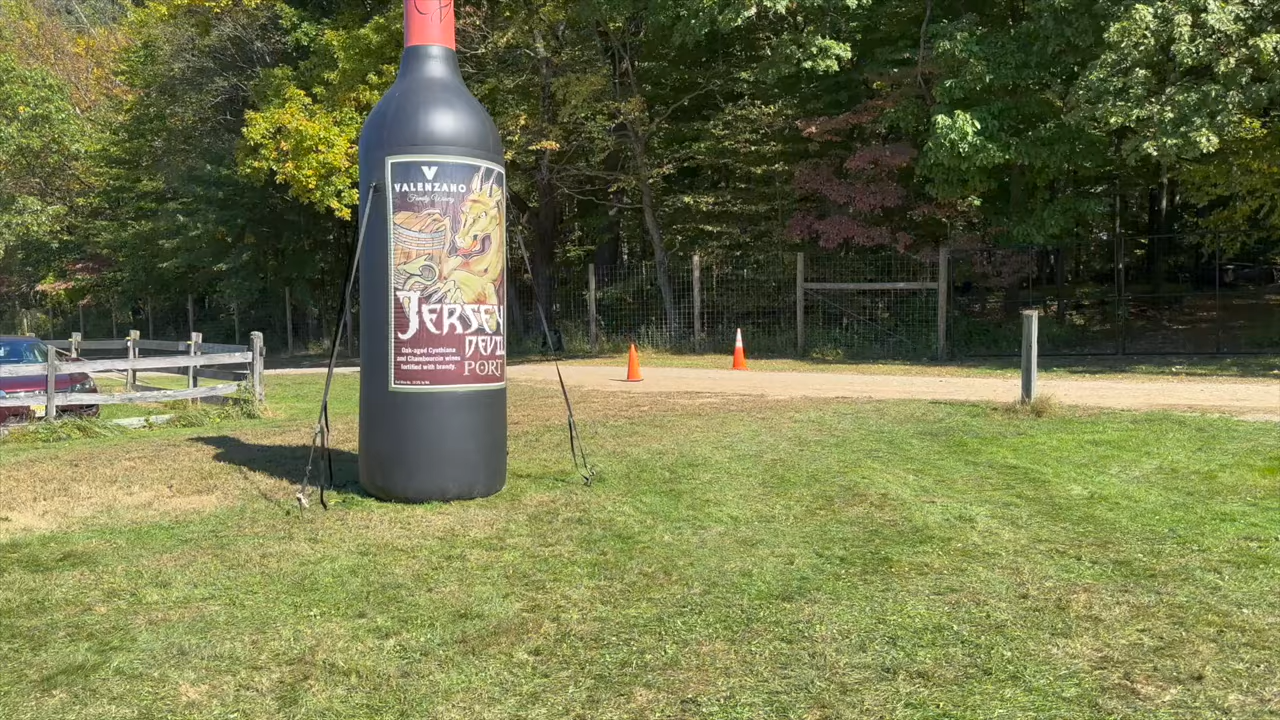 VALENZANO
Family Winery
JERSEY
DEVIL
PORT
Oak-aged Cynthiana
and Chambourcin wines
fortified with brandy.